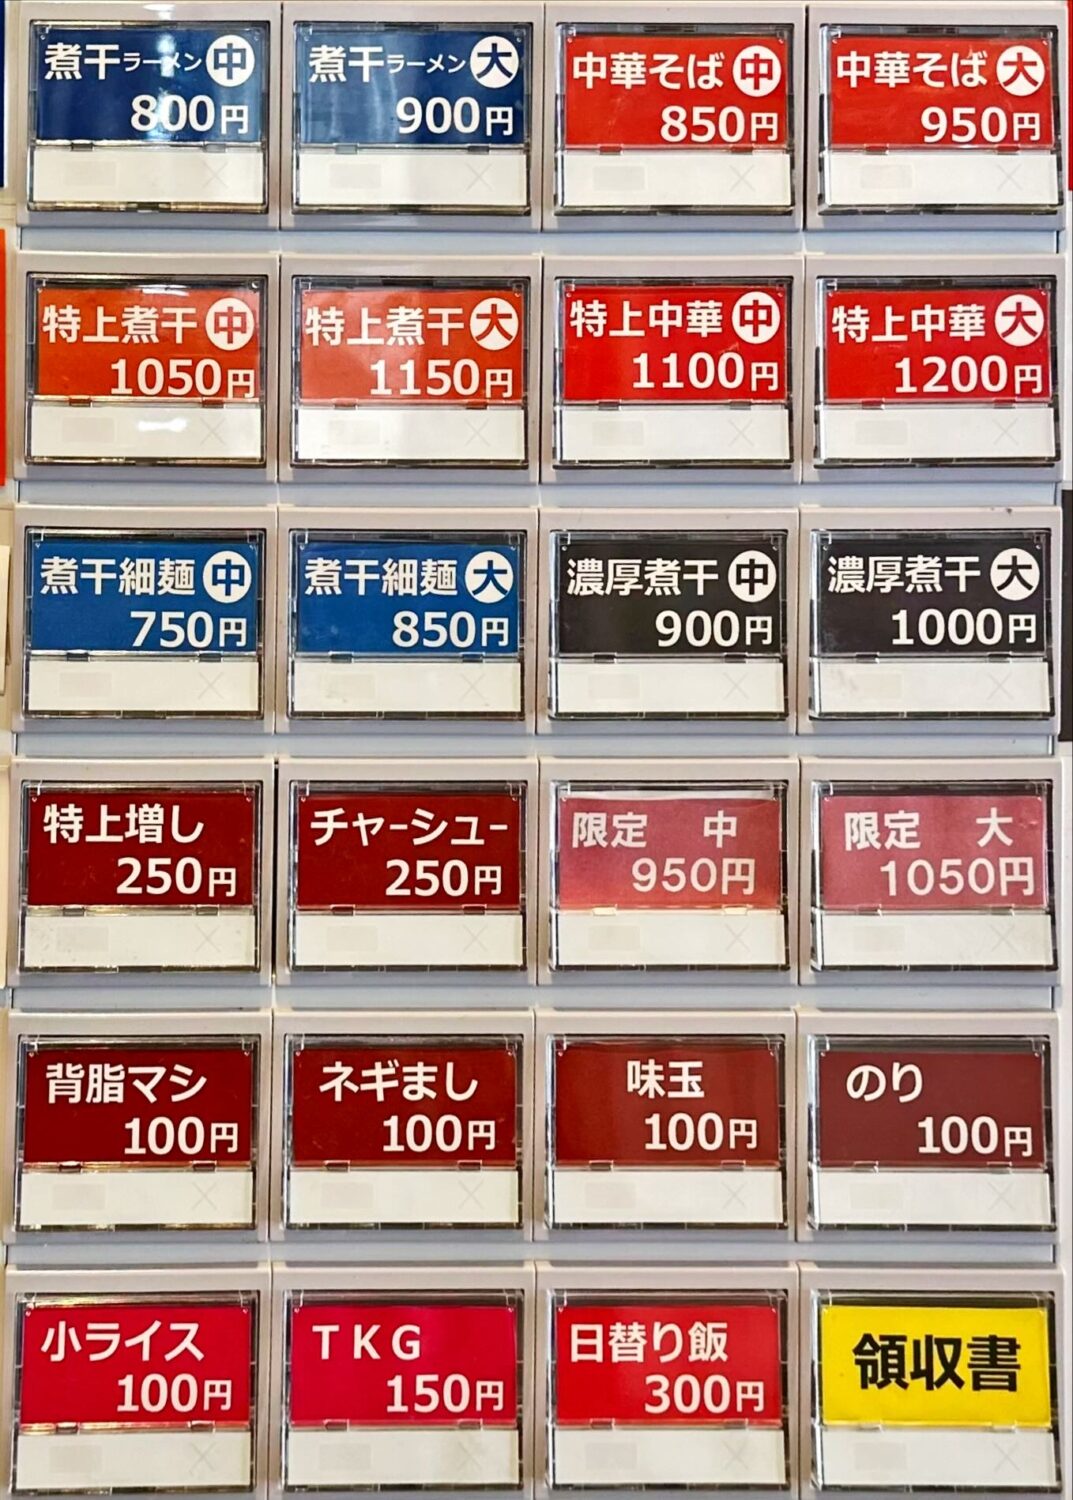 煮干ラーメン 中
800円
煮干ラーメン 大
900円
中華そば 中
850円
中華そば 大
950円
特上煮干 中
1050円
特上煮干 大
1150円
特上中華 中
1100円
特上中華 大
1200円
煮干細麺 中
750円
煮干細麺 大
850円
濃厚煮干 中
900円
濃厚煮干 大
1000円
特上増し
250円
チャーシュー
250円
限定 中
950円
限定 大
1050円
背脂マシ
100円
ネギまし
100円
味玉
100円
のり
100円
小ライス
100円
TKG
150円
日替り飯
300円
領収書